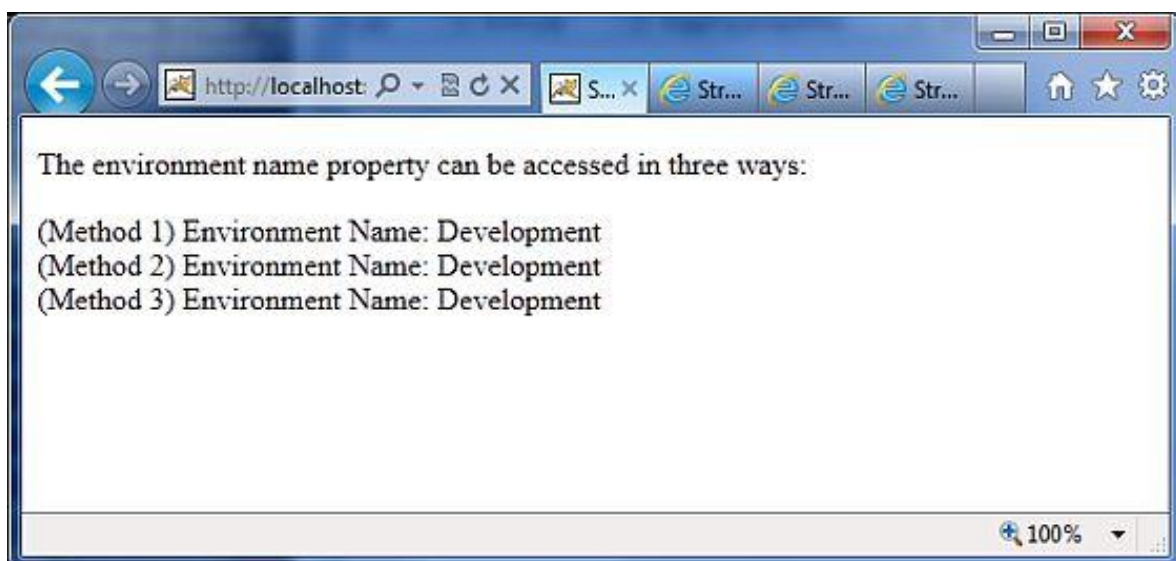 http://localhost:
S...
Str...
Str...
Str...
The environment name property can be accessed in three ways:
(Method 1) Environment Name: Development
(Method 2) Environment Name: Development
(Method 3) Environment Name: Development
100%